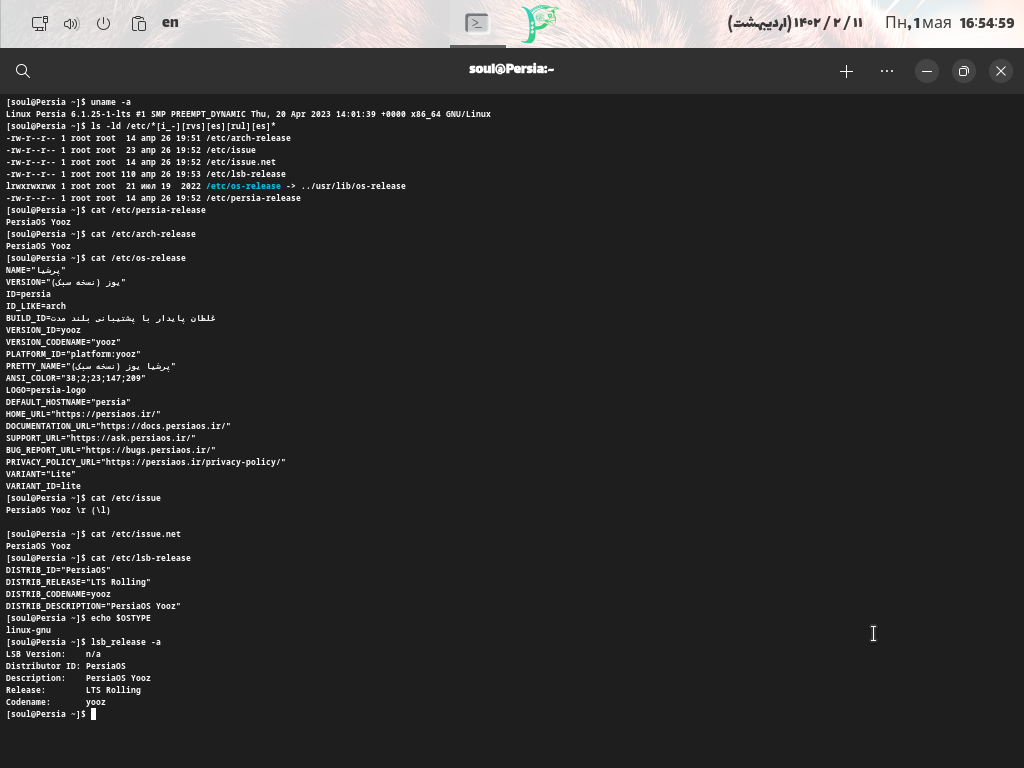 en
(اردیبهشت) ۱۴۰۲ / ۲ / ۱۱
Пн, 1 мая 16:54:59
soul@Persia:~
[soul@Persia ~]$ uname -a
Linux Persia 6.1.25-1-lts #1 SMP PREEMPT_DYNAMIC Thu, 20 Apr 2023 14:01:39 +0000 x86_64 GNU/Linux
[soul@Persia ~]$ ls -ld /etc/*[i_-][rvs][es][rul][es]*
-rw-r--r-- 1 root root  14 апр 26 19:51 /etc/arch-release
-rw-r--r-- 1 root root  23 апр 26 19:52 /etc/issue
-rw-r--r-- 1 root root  14 апр 26 19:52 /etc/issue.net
-rw-r--r-- 1 root root 110 апр 26 19:53 /etc/lsb-release
lrwxrwxrwx 1 root root  21 июл 19  2022 /etc/os-release -> ../usr/lib/os-release
-rw-r--r-- 1 root root  14 апр 26 19:52 /etc/persia-release
[soul@Persia ~]$ cat /etc/persia-release
PersiaOS Yooz
[soul@Persia ~]$ cat /etc/arch-release
PersiaOS Yooz
[soul@Persia ~]$ cat /etc/os-release
NAME="پرشیا"
VERSION="یوز (نسخه سبک)"
ID=persia
ID_LIKE=arch
BUILD_ID=غلطان پایدار با پشتیبانی بلند مدت
VERSION_ID=yooz
VERSION_CODENAME="yooz"
PLATFORM_ID="platform:yooz"
PRETTY_NAME="پرشیا یوز (نسخه سبک)"
ANSI_COLOR="38;2;23;147;209"
LOGO=persia-logo
DEFAULT_HOSTNAME="persia"
HOME_URL="https://persiaos.ir/"
DOCUMENTATION_URL="https://docs.persiaos.ir/"
SUPPORT_URL="https://ask.persiaos.ir/"
BUG_REPORT_URL="https://bugs.persiaos.ir/"
PRIVACY_POLICY_URL="https://persiaos.ir/privacy-policy/"
VARIANT="Lite"
VARIANT_ID=lite
[soul@Persia ~]$ cat /etc/issue
PersiaOS Yooz \r (\l)
[soul@Persia ~]$ cat /etc/issue.net
PersiaOS Yooz
[soul@Persia ~]$ cat /etc/lsb-release
DISTRIB_ID="PersiaOS"
DISTRIB_RELEASE="LTS Rolling"
DISTRIB_CODENAME=yooz
DISTRIB_DESCRIPTION="PersiaOS Yooz"
[soul@Persia ~]$ echo $OSTYPE
linux-gnu
[soul@Persia ~]$ lsb_release -a
LSB Version:    n/a
Distributor ID: PersiaOS
Description:    PersiaOS Yooz
Release:        LTS Rolling
Codename:       yooz
[soul@Persia ~]$